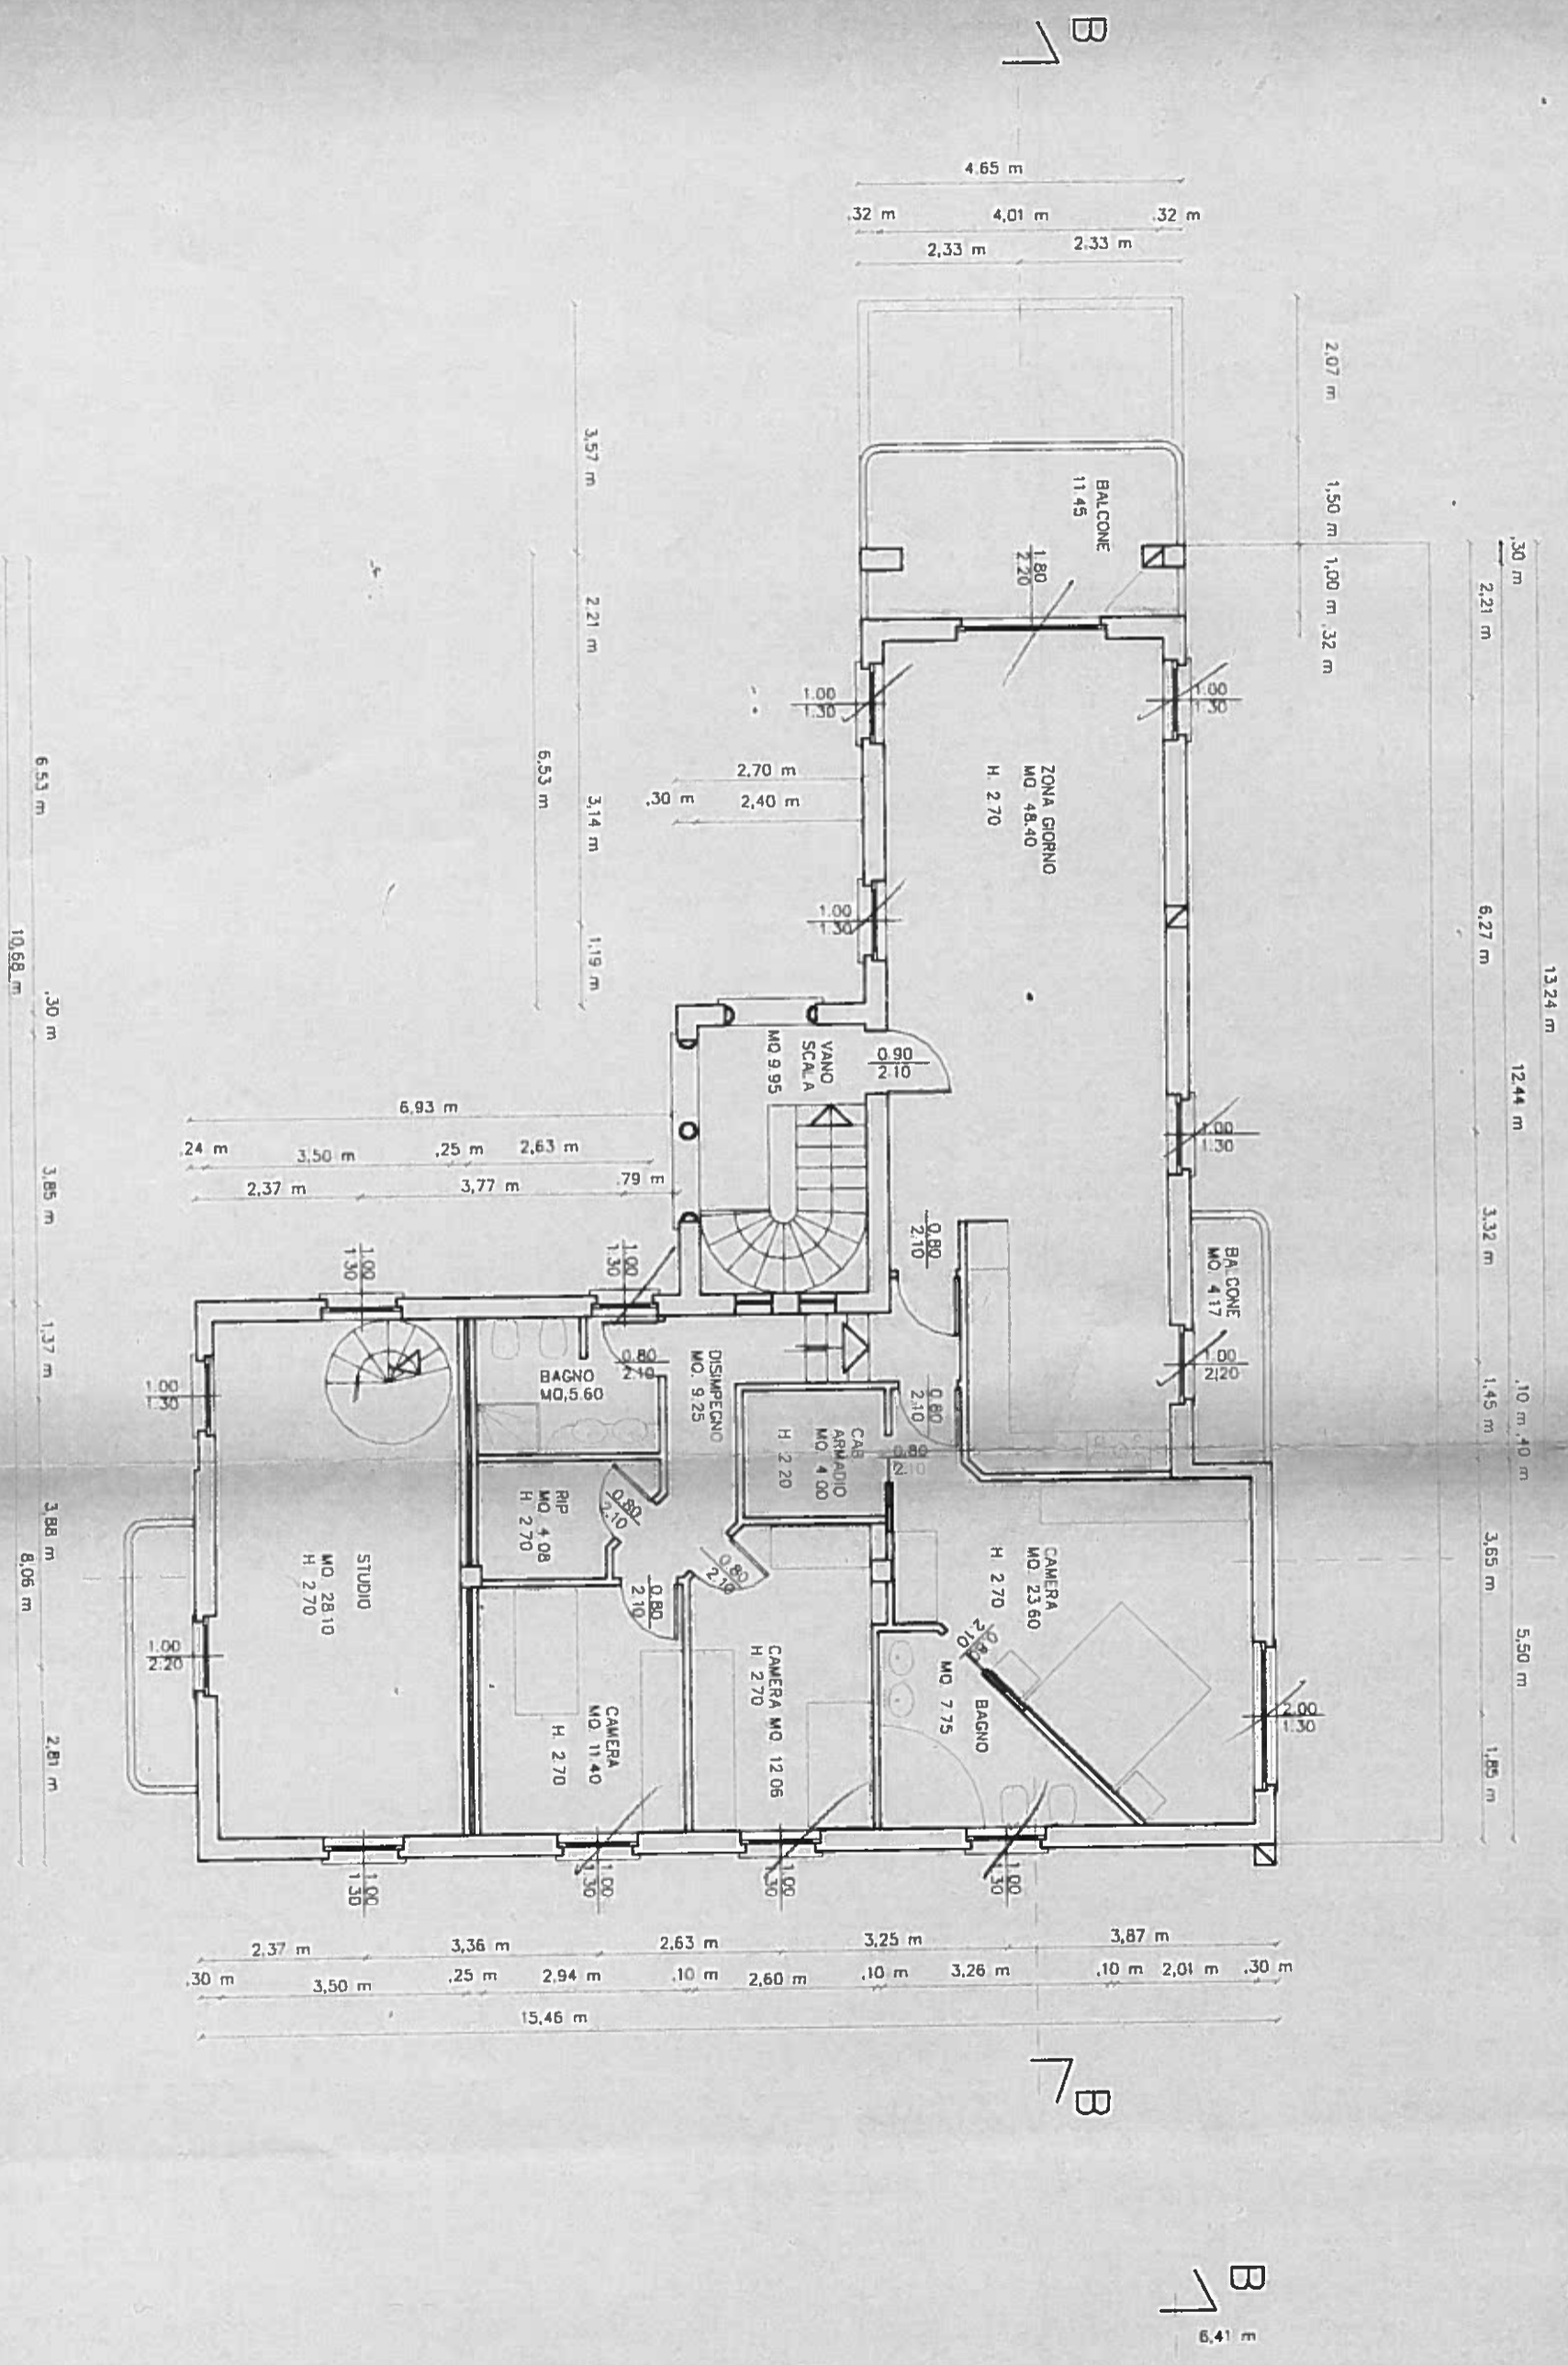 B
4.65 m
.32 m
4,01 m
.32 m
2,33 m
2.33 m
2,07 m
1,50 m
1,00 m
,32 m
,30 m
2,21 m
6,27 m
13,24 m
12,44 m
3,32 m
1,45 m
,10 m
,40 m
3,65 m
5,50 m
1,85 m
3,57 m
2.21 m
3,14 m
1,19 m
6,53 m
BALCONE
11.45
1.80
2.20
1.00
1.30
1.00
1.30
2,70 m
,30 m
2,40 m
ZONA GIORNO
MQ. 48.40
H. 2.70
1.00
1.30
VANO
SCALA
MQ 9.95
0.90
2.10
1.00
1.30
6,53 m
10,68 m
,30 m
3,85 m
1,37 m
3,88 m
8,06 m
2,81 m
6,93 m
.24 m
3,50 m
,25 m
2,63 m
2,37 m
3,77 m
.79 m
0.80
2.10
BALCONE
MQ. 4.17
1.00
2.20
1.00
1.30
1.00
1.30
1.00
1.30
BAGNO
MQ,5.60
0.80
2.10
DISIMPEGNO
MQ. 9.25
0.80
2.10
0.80
2.10
CAB
ARMADIO
MQ. 4.00
H 2.20
RIP
MQ. 4.08
H 2.70
0.80
2.10
0.80
2.10
0.80
2.10
STUDIO
MQ. 28.10
H 2.70
1.00
2.20
CAMERA
MQ. 23.60
H 2.70
0.80
2.10
BAGNO
MQ. 7.75
2.00
1.30
CAMERA
MQ. 11.40
H. 2.70
CAMERA MQ. 12.06
H 2.70
1.00
1.30
1.00
1.30
1.00
1.30
1.00
1.30
2.37 m
3,36 m
2,63 m
3,25 m
3,87 m
.30 m
3,50 m
,25 m
2,94 m
.10 m
2,60 m
,10 m
3.26 m
,10 m
2,01 m
.30 m
15,46 m
B
B
6,41 m